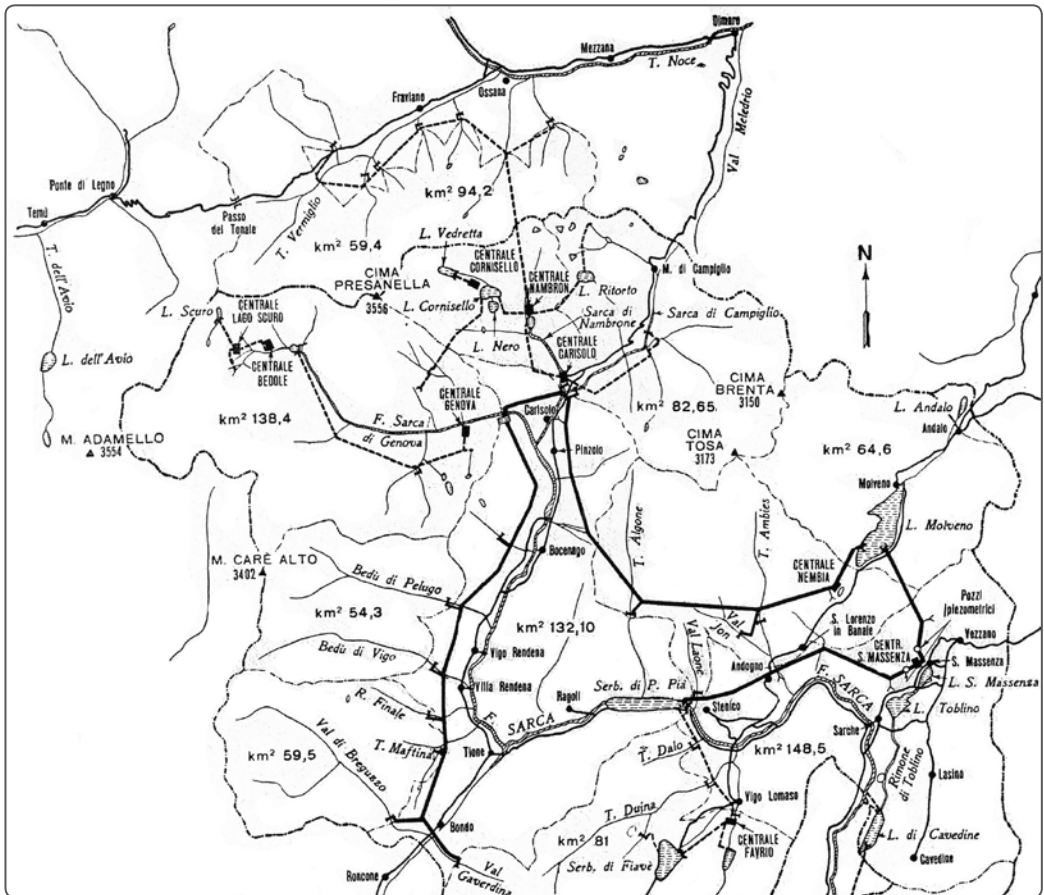 Dimaro
Mezzana
T. Noce
Ossana
Fraviano
Val Meledrio
Ponte di Legno
km² 94,2
Temù
Passo
del Tonale
T. Vermiglio
km² 59,4
L. Vedretta
CENTRALE
CORNISELLO
CENTRALE
NAMBRON
M. di Campiglio
N
T. dell'Avio
CIMA
PRESANELLA
3556
L. Ritorto
L. Cornisello
Sarca di
Nambrone
Sarca di Campiglio
L. Scuro
CENTRALE
LAGO SCURO
L. Nero
CENTRALE
CARISOLO
L. dell'Avio
CENTRALE
BEDOLE
CENTRALE
GENOVA
CIMA
BRENTA
3150
km² 138,4
F. Sarca
di Genova
Carisolo
km² 82,65
L. Andalo
Andalo
M. ADAMELLO
3554
Pinzolo
CIMA
TOSA
3173
km² 64,6
Molveno
L. Molveno
T. Algone
T. Ambies
M. CARÈ ALTO
3402
Bocenago
CENTRALE
NEMBIA
Bedù di Pelugo
Pozzi
piezometrici
km² 54,3
km² 132,10
Val
Jon
S. Lorenzo
in Banale
Vezzano
Bedù di Vigo
Vigo Rendena
Val Laone
Andogno
CENTR.
S. MASSENZA
S. Massenza
L. S. Massenza
Villa Rendena
Ragoli
Serb. di P. Pià
F. SARCA
L. Toblino
R. Finale
F. SARCA
Stenico
Sarche
Val di Breguzzo
T. Maftina
Tione
T. Dalo
km² 148,5
km² 59,5
Rimone
di Toblino
Lasino
Vigo Lomaso
T. Duina
Bondo
km² 81
CENTRALE
FAVRIO
L. di Cavedine
Serb. di Fiavè
Cavedine
Roncone
Val
Gaverdina